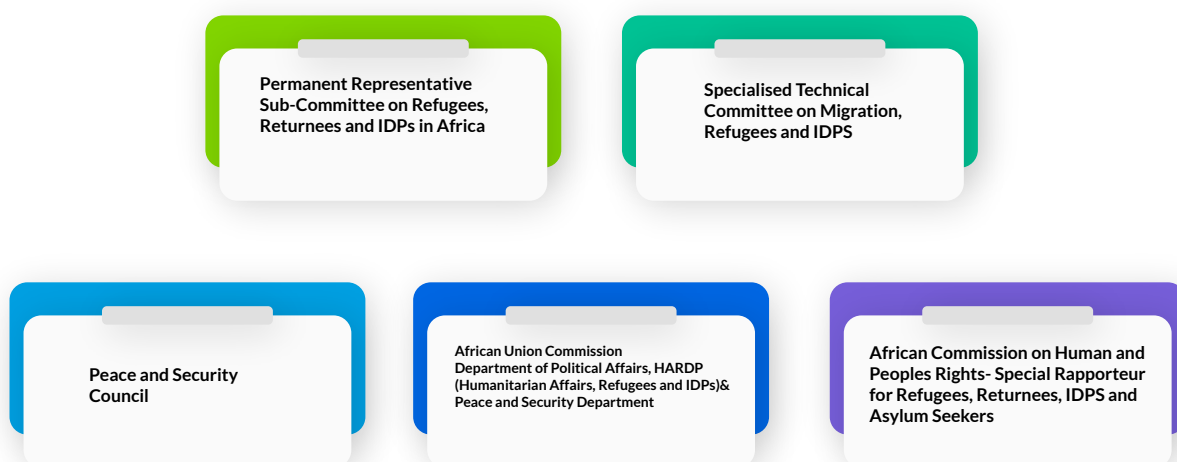 Permanent Representative
Sub-Committee on Refugees,
Returnees and IDPs in Africa
Specialised Technical
Committee on Migration,
Refugees and IDPS
Peace and Security
Council
African Union Commission
Department of Political Affairs, HARDP
(Humanitarian Affairs, Refugees and IDPs)&
Peace and Security Department
African Commission on Human and
Peoples Rights- Special Rapporteur
for Refugees, Returnees, IDPS and
Asylum Seekers